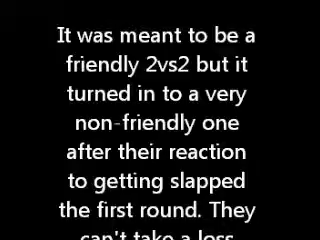 It was meant to be a
friendly 2vs2 but it
turned in to a very
non-friendly one
after their reaction
to getting slapped
the first round. They
can't take a loss